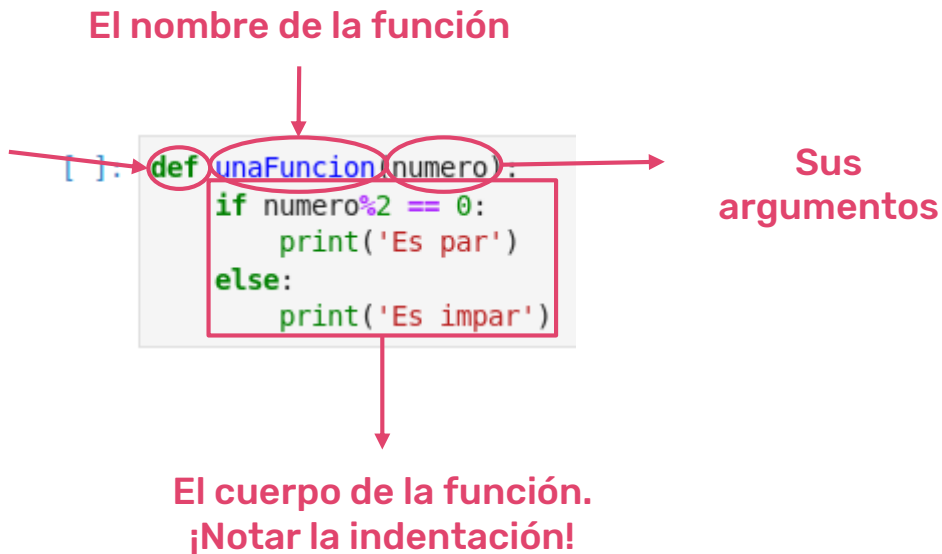 El nombre de la función
[ ]: def unaFuncion(numero):
if numero%2 == 0:
print('Es par')
else:
print('Es impar')
Sus
argumentos
El cuerpo de la función.
¡Notar la indentación!